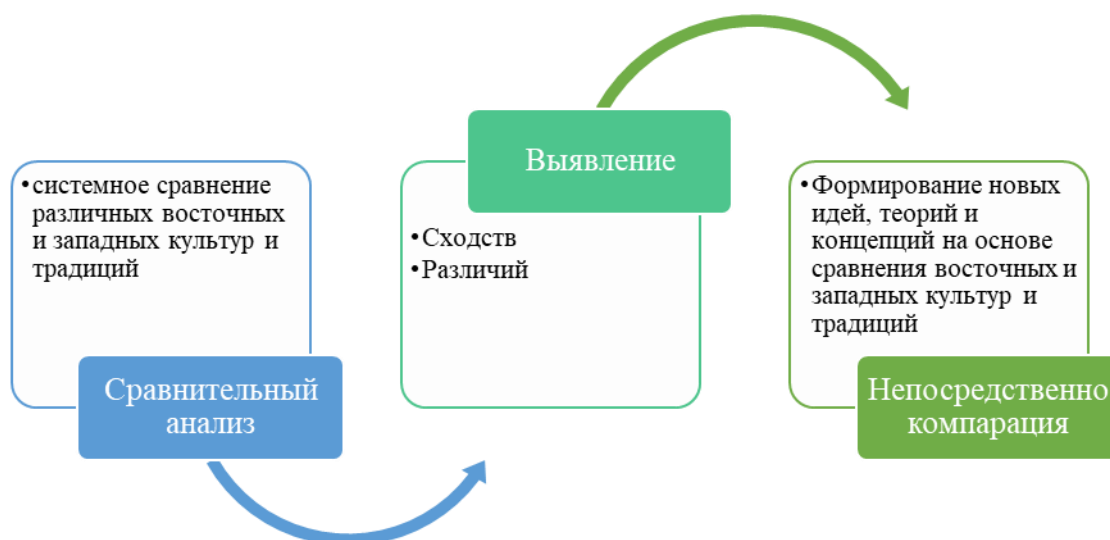 •системное сравнение
различных восточных
и западных культур и
традиций
Сравнительный
анализ
Выявление
•Сходств
•Различий
•Формирование новых
идей, теорий и
концепций на основе
сравнения восточных и
западных культур и
традиций
Непосредственно
компарация